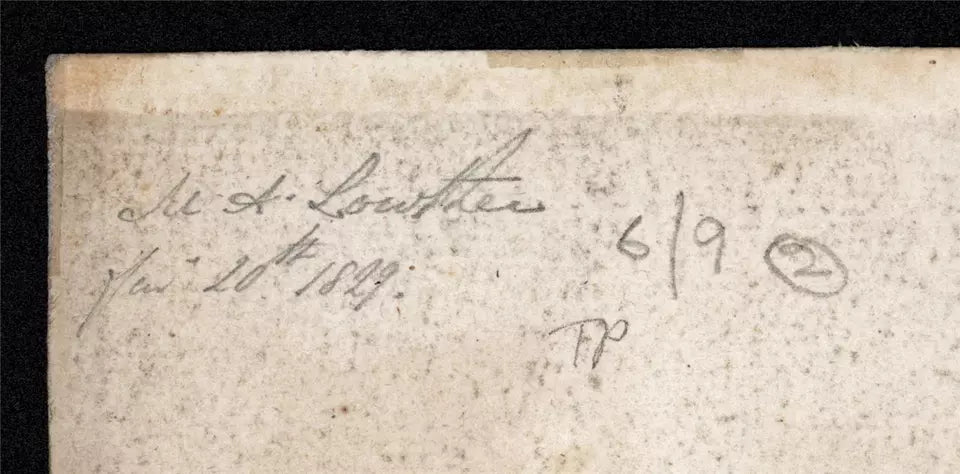 M A. Lowther
Jan 20th 1829.
6/9 2
FP